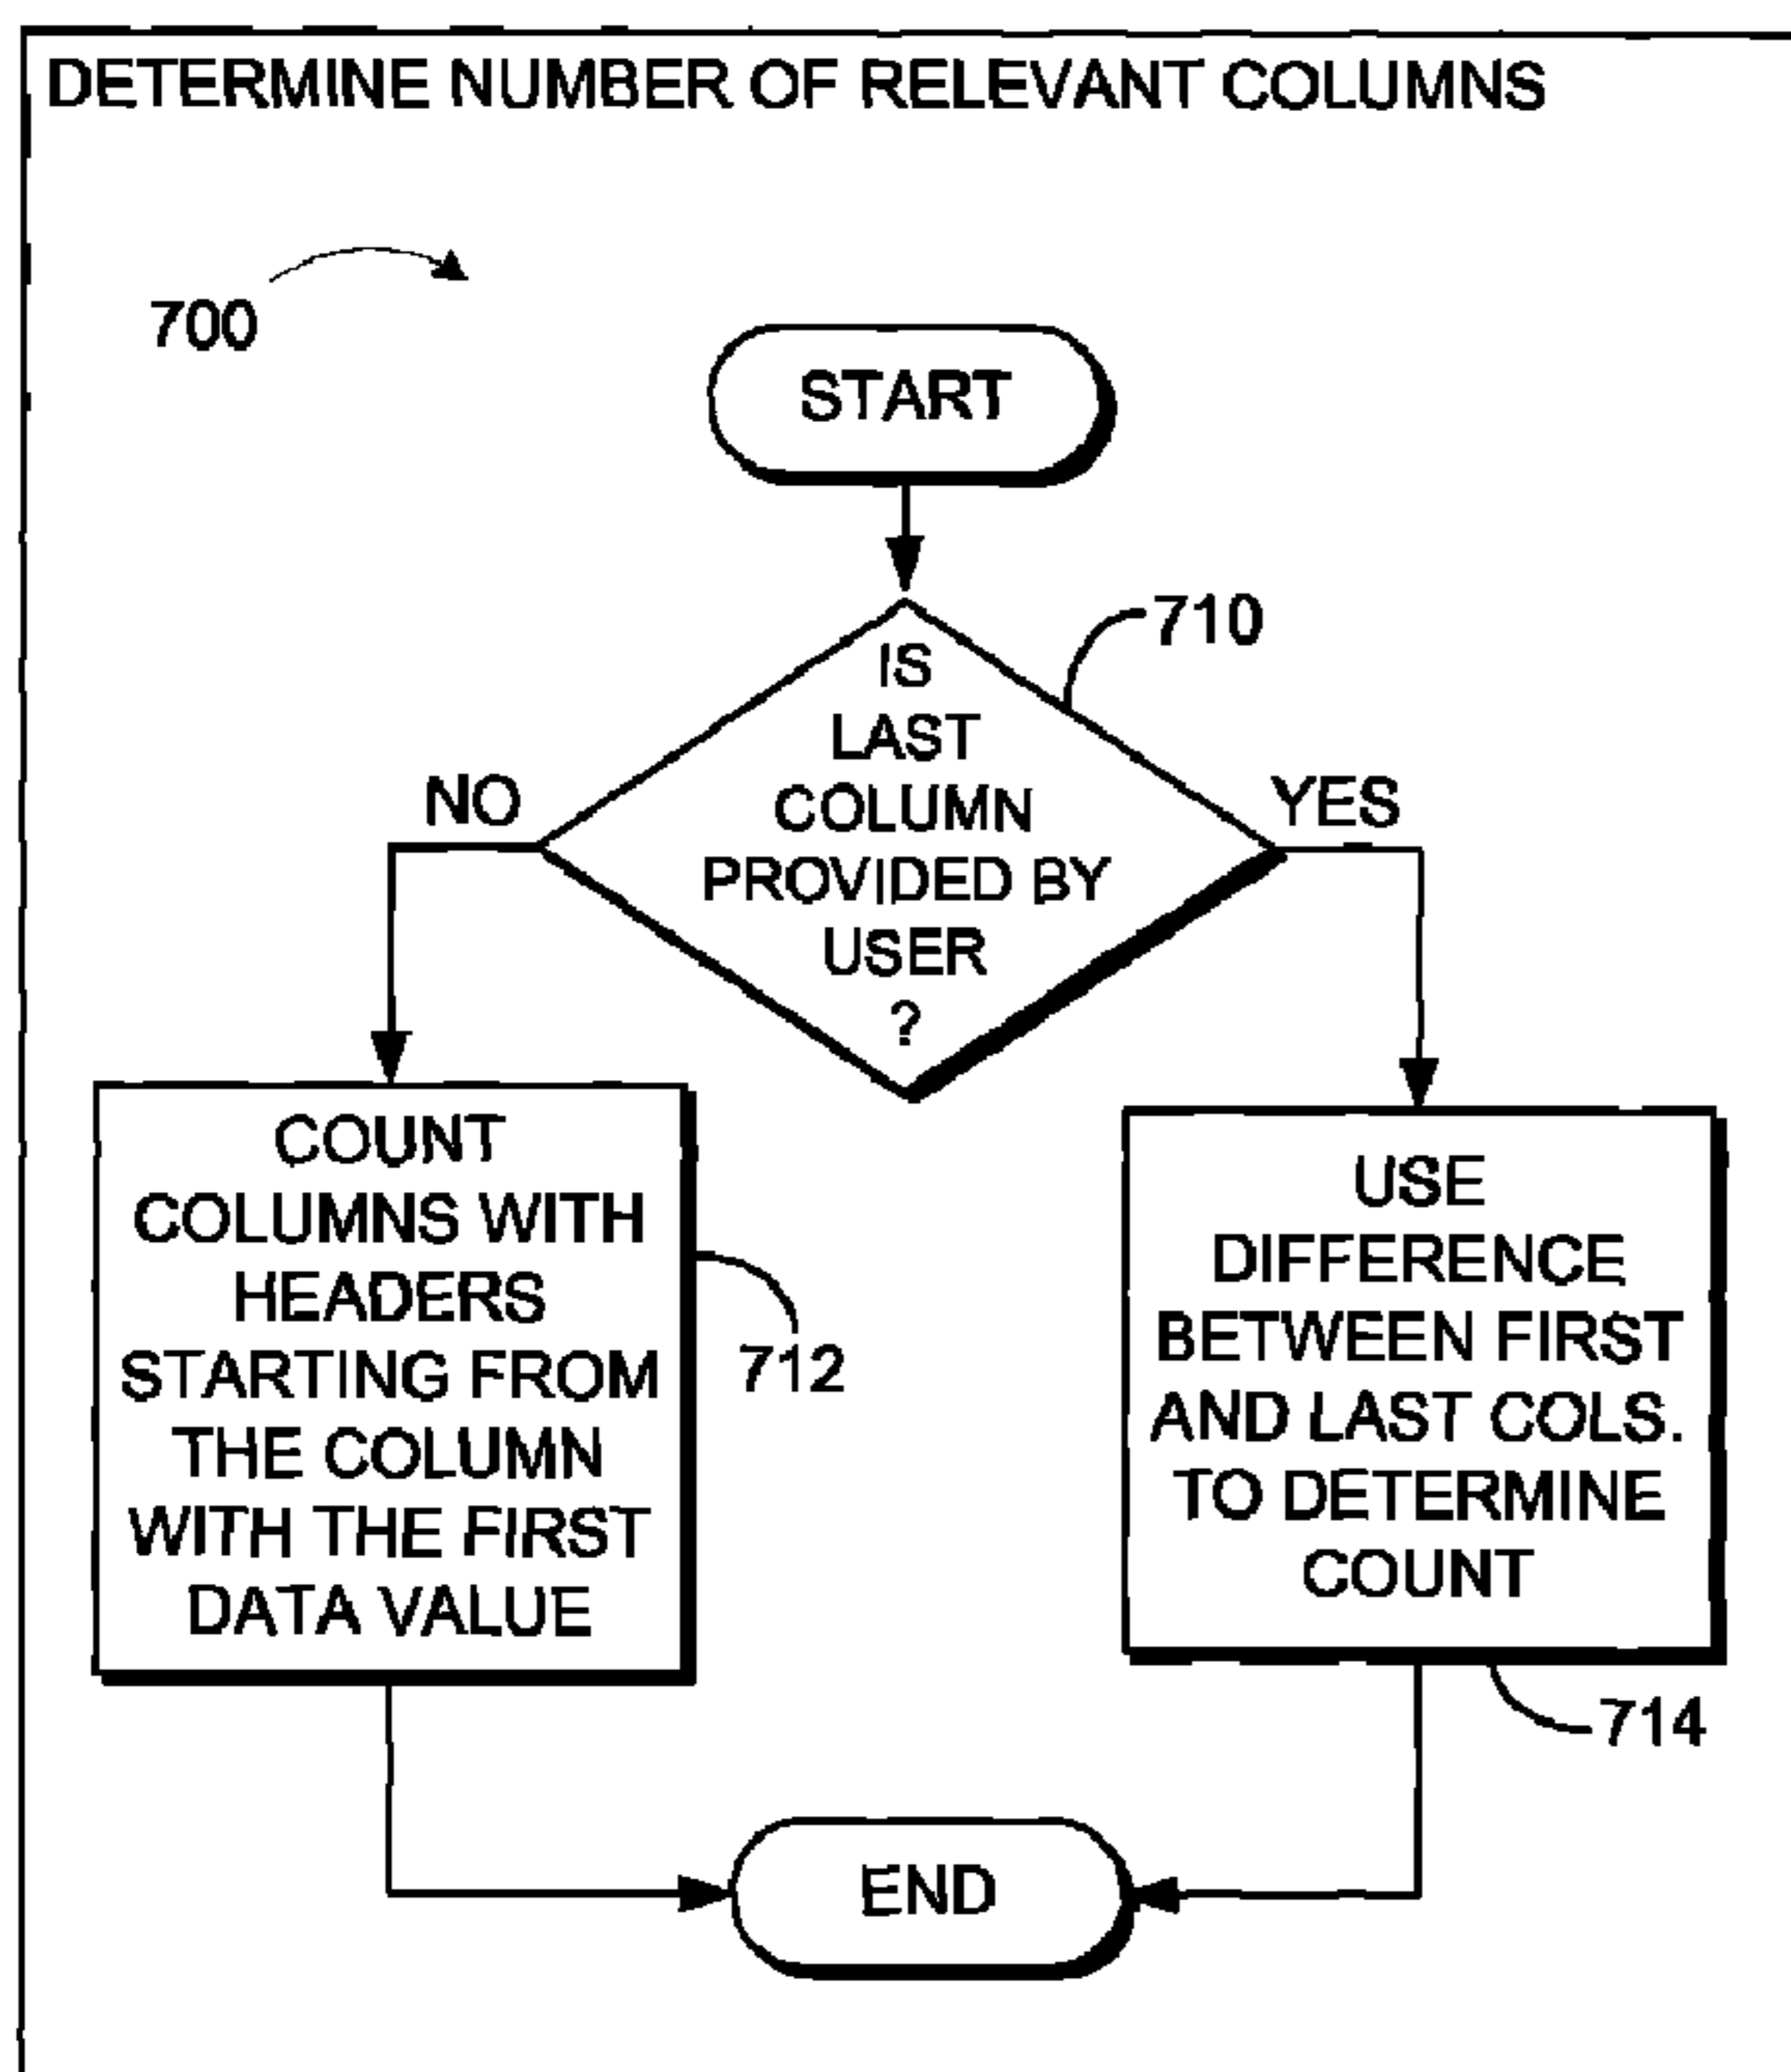 DETERMINE NUMBER OF RELEVANT COLUMNS
700
START
710
IS
LAST
COLUMN
PROVIDED BY
USER
?
NO
YES
COUNT
COLUMNS WITH
HEADERS
STARTING FROM
THE COLUMN
WITH THE FIRST
DATA VALUE
712
USE
DIFFERENCE
BETWEEN FIRST
AND LAST COLS.
TO DETERMINE
COUNT
714
END